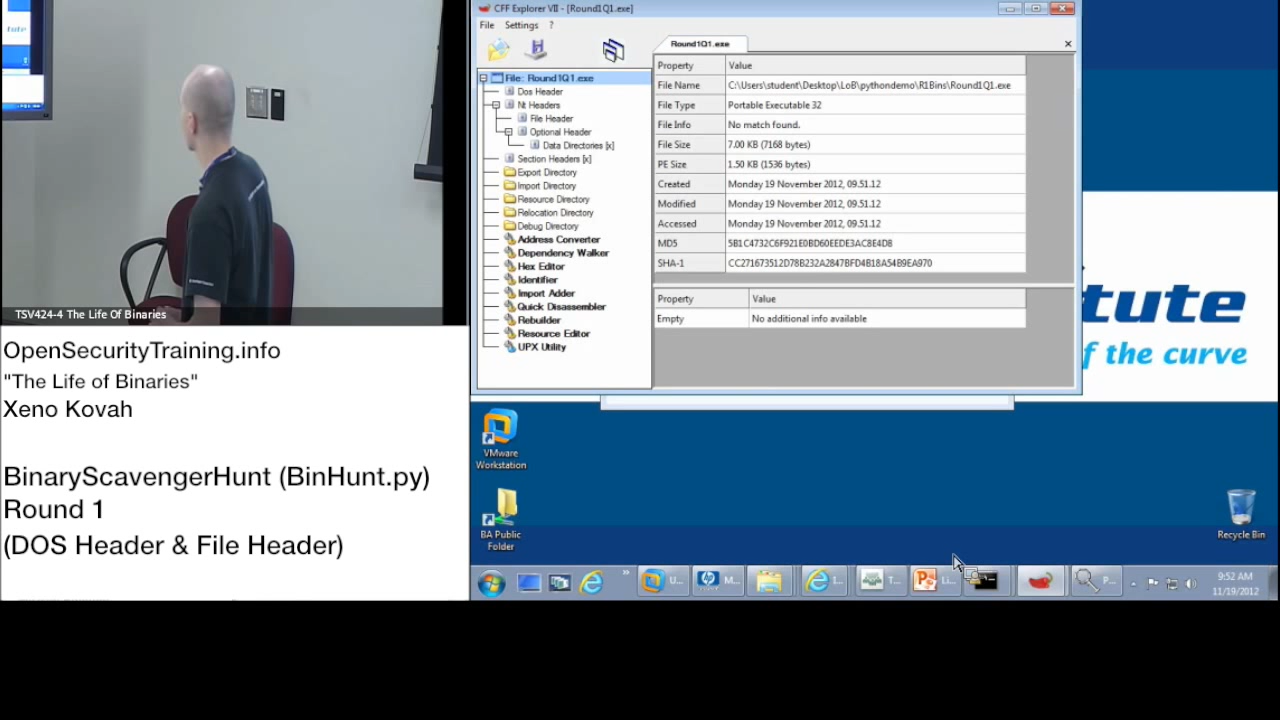 CFF Explorer VII - [Round1Q1.exe]
File Settings ?
Round1Q1.exe
File: Round1Q1.exe
Dos Header
Nt Headers
File Header
Optional Header
Data Directories [x]
Section Headers [x]
Export Directory
Import Directory
Resource Directory
Relocation Directory
Debug Directory
Address Converter
Dependency Walker
Hex Editor
Identifier
Import Adder
Quick Disassembler
Rebuilder
Resource Editor
UPX Utility
Property Value
File Name C:\Users\student\Desktop\LoB\pythondemo\R1Bins\Round1Q1.exe
File Type Portable Executable 32
File Info No match found.
File Size 7.00 KB (7168 bytes)
PE Size 1.50 KB (1536 bytes)
Created Monday 19 November 2012, 09.51.12
Modified Monday 19 November 2012, 09.51.12
Accessed Monday 19 November 2012, 09.51.12
MD5 5B1C4732C6F921E0BD60EEDE3AC8E4D8
SHA-1 CC271673512D78B232A2847BFD4B18A54B9EA970
Property Value
Empty No additional info available
tute
f the curve
TSV424-4 The Life Of Binaries
OpenSecurityTraining.info
"The Life of Binaries"
Xeno Kovah
BinaryScavengerHunt (BinHunt.py)
Round 1
(DOS Header & File Header)
VMware
Workstation
BA Public
Folder
Recycle Bin
U...
M...
1...
T...
Li...
P...
9:52 AM
11/19/2012